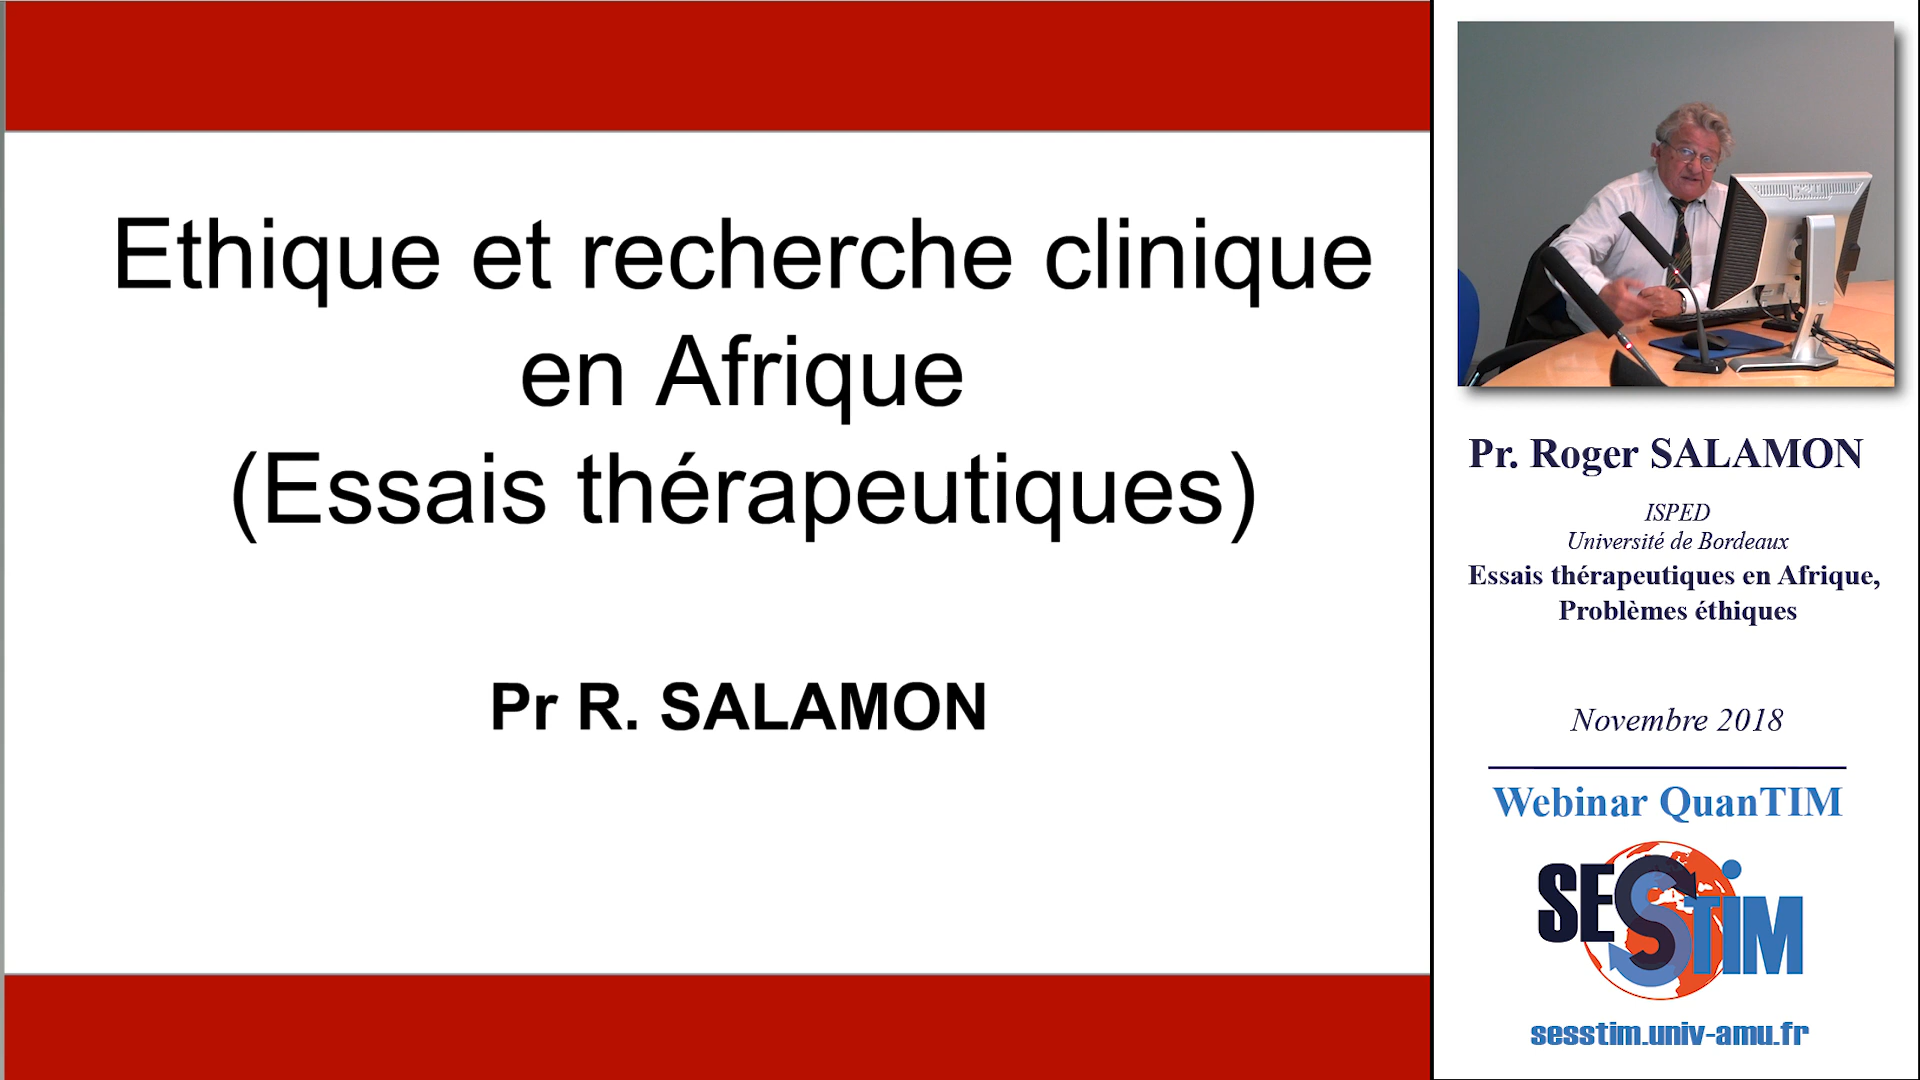 Ethique et recherche clinique
en Afrique
(Essais thérapeutiques)
Pr R. SALAMON
Pr. Roger SALAMON
ISPED
Université de Bordeaux
Essais thérapeutiques en Afrique,
Problèmes éthiques
Novembre 2018
Webinar QuanTIM
SESSTIM
sesstim.univ-amu.fr